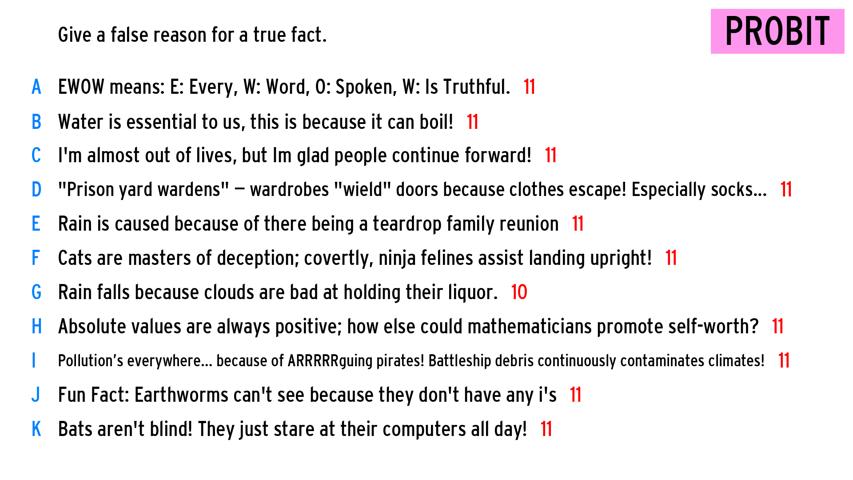 Give a false reason for a true fact.
PROBIT
A EWOW means: E: Every, W: Word, O: Spoken, W: Is Truthful. 11
B Water is essential to us, this is because it can boil! 11
C I'm almost out of lives, but Im glad people continue forward! 11
D "Prison yard wardens" – wardrobes "wield" doors because clothes escape! Especially socks... 11
E Rain is caused because of there being a teardrop family reunion 11
F Cats are masters of deception; covertly, ninja felines assist landing upright! 11
G Rain falls because clouds are bad at holding their liquor. 10
H Absolute values are always positive; how else could mathematicians promote self-worth? 11
I Pollution's everywhere... because of ARRRRRguing pirates! Battleship debris continuously contaminates climates! 11
J Fun Fact: Earthworms can't see because they don't have any i's 11
K Bats aren't blind! They just stare at their computers all day! 11